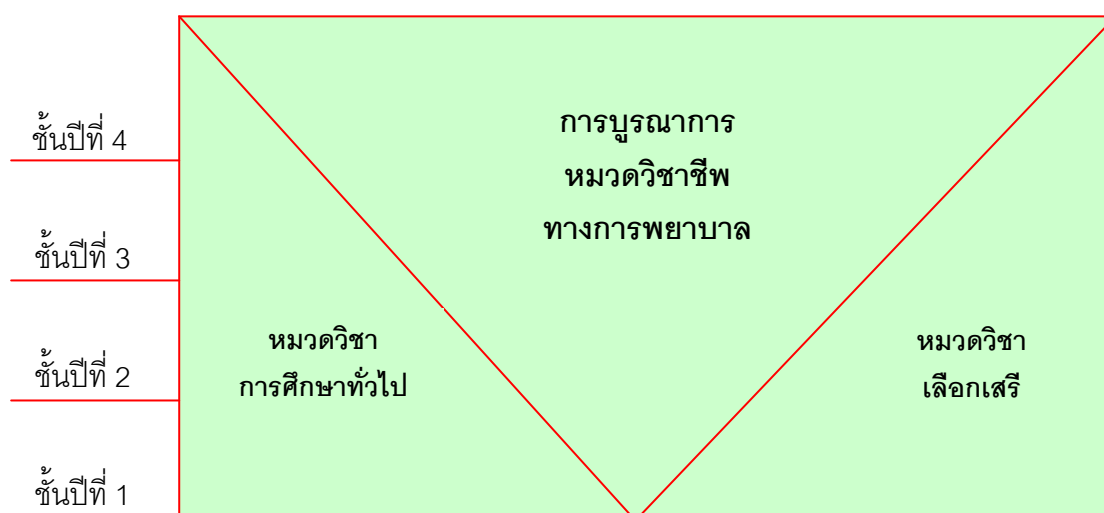 การบูรณาการ
หมวดวิชาชีพ
ทางการพยาบาล
ชั้นปีที่ 4
ชั้นปีที่ 3
หมวดวิชา
การศึกษาทั่วไป
หมวดวิชา
เลือกเสรี
ชั้นปีที่ 2
ชั้นปีที่ 1